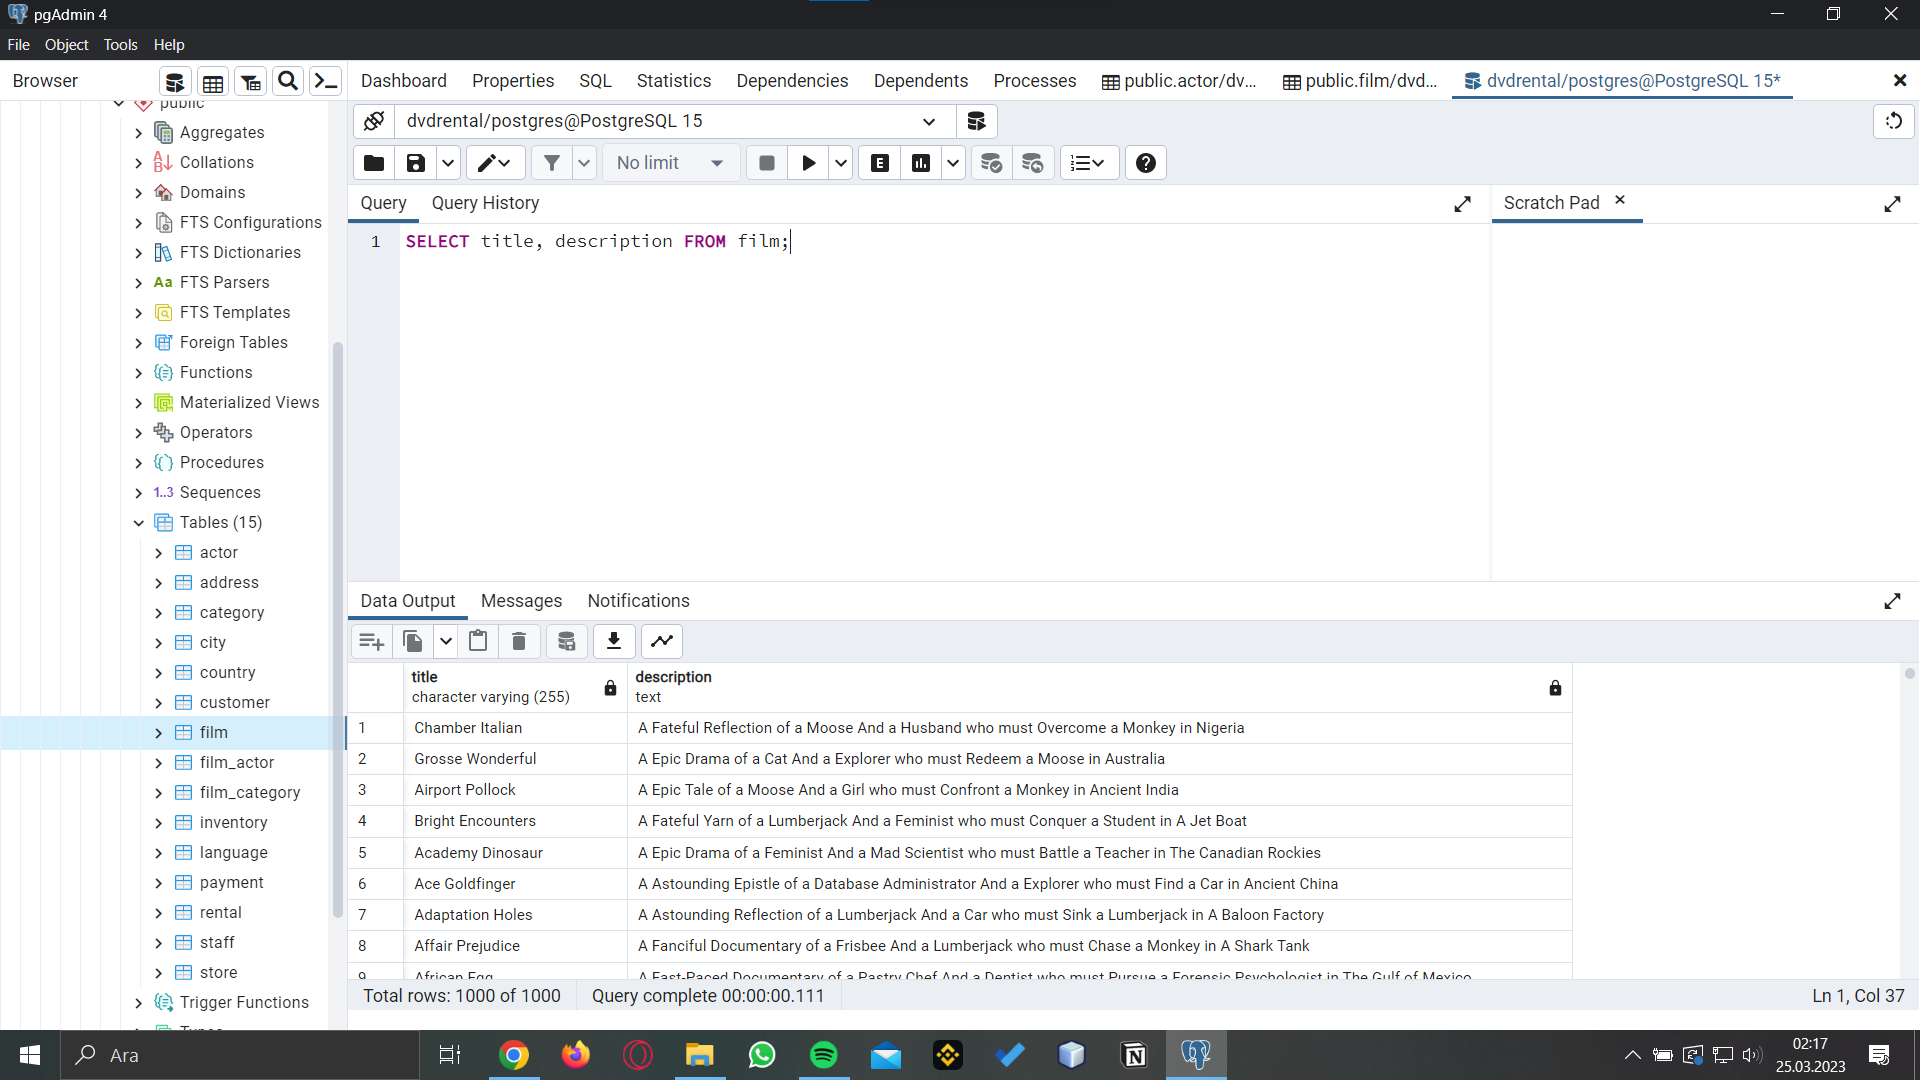 pgAdmin 4
File Object Tools Help
Browser
Dashboard Properties SQL Statistics Dependencies Dependents Processes public.actor/dv... public.film/dvd... dvdrental/postgres@PostgreSQL 15*
public
Aggregates
Collations
Domains
FTS Configurations
FTS Dictionaries
Aa FTS Parsers
FTS Templates
Foreign Tables
Functions
Materialized Views
Operators
Procedures
1..3 Sequences
Tables (15)
actor
address
category
city
country
customer
film
film_actor
film_category
inventory
language
payment
rental
staff
store
Trigger Functions
Types
dvdrental/postgres@PostgreSQL 15
No limit
E
Query Query History
Scratch Pad
1 SELECT title, description FROM film;
Data Output Messages Notifications
title description
character varying (255) text
1 Chamber Italian A Fateful Reflection of a Moose And a Husband who must Overcome a Monkey in Nigeria
2 Grosse Wonderful A Epic Drama of a Cat And a Explorer who must Redeem a Moose in Australia
3 Airport Pollock A Epic Tale of a Moose And a Girl who must Confront a Monkey in Ancient India
4 Bright Encounters A Fateful Yarn of a Lumberjack And a Feminist who must Conquer a Student in A Jet Boat
5 Academy Dinosaur A Epic Drama of a Feminist And a Mad Scientist who must Battle a Teacher in The Canadian Rockies
6 Ace Goldfinger A Astounding Epistle of a Database Administrator And a Explorer who must Find a Car in Ancient China
7 Adaptation Holes A Astounding Reflection of a Lumberjack And a Car who must Sink a Lumberjack in A Baloon Factory
8 Affair Prejudice A Fanciful Documentary of a Frisbee And a Lumberjack who must Chase a Monkey in A Shark Tank
9 African Egg A Fast-Paced Documentary of a Pastry Chef And a Dentist who must Pursue a Forensic Psychologist in The Gulf of Mexico
Total rows: 1000 of 1000 Query complete 00:00:00.111 Ln 1, Col 37
Ara
02:17
25.03.2023